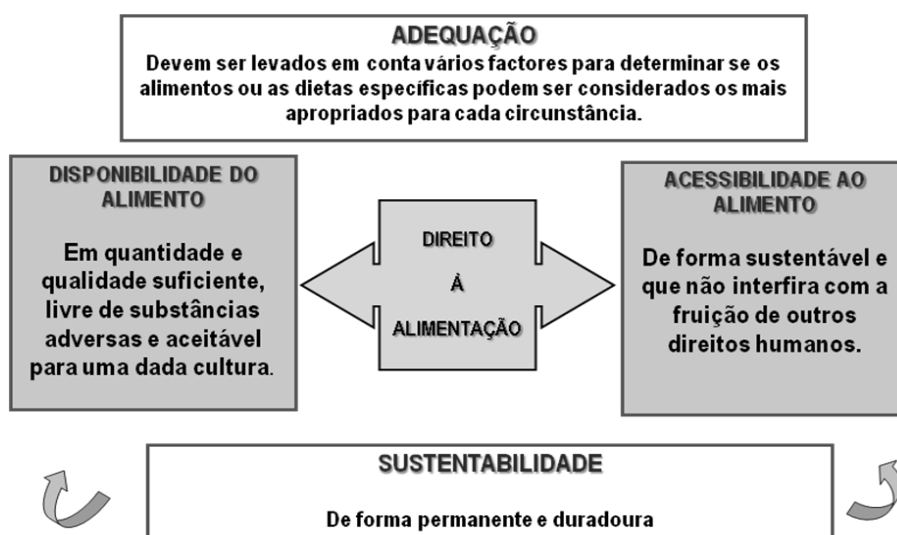 ADEQUAÇÃO
Devem ser levados em conta vários factores para determinar se os
alimentos ou as dietas específicas podem ser considerados os mais
apropriados para cada circunstância.
DISPONIBILIDADE DO
ALIMENTO
Em quantidade e
qualidade suficiente,
livre de substâncias
adversas e aceitável
para uma dada cultura.
DIREITO
À
ALIMENTAÇÃO
ACESSIBILIDADE AO
ALIMENTO
De forma sustentável e
que não interfira com a
fruição de outros
direitos humanos.
SUSTENTABILIDADE
De forma permanente e duradoura